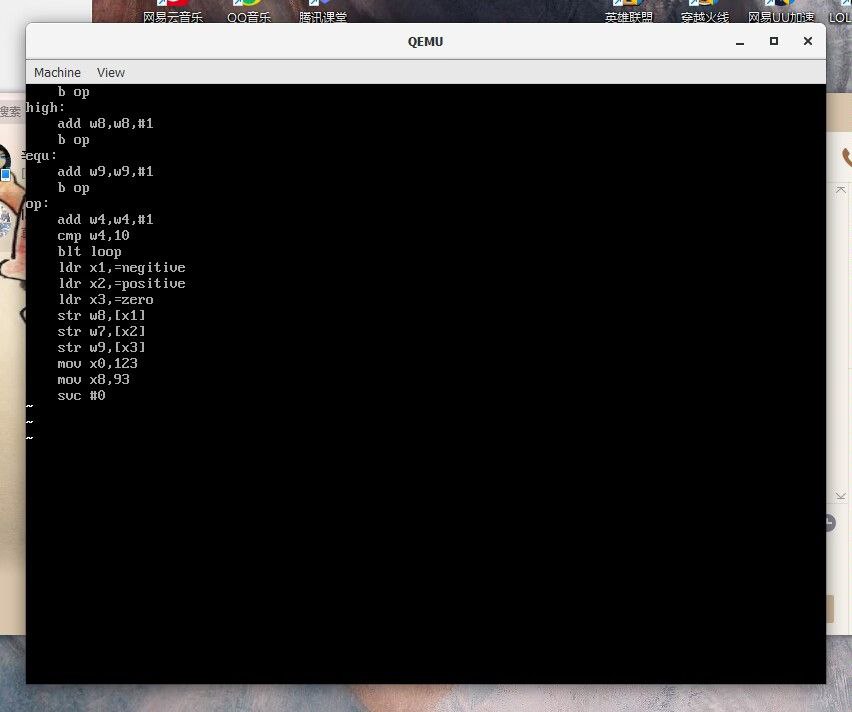 网易云音乐 QQ音乐 腾讯课堂 英雄联盟 穿越火线 网易UU加速 LOL
QEMU
Machine View
搜索
b op
high:
add w8,w8,#1
b op
equ:
add w9,w9,#1
b op
op:
add w4,w4,#1
cmp w4,10
blt loop
ldr x1,=negitive
ldr x2,=positive
ldr x3,=zero
str w8,[x1]
str w7,[x2]
str w9,[x3]
mov x0,123
mov x8,93
svc #0
~
~
~